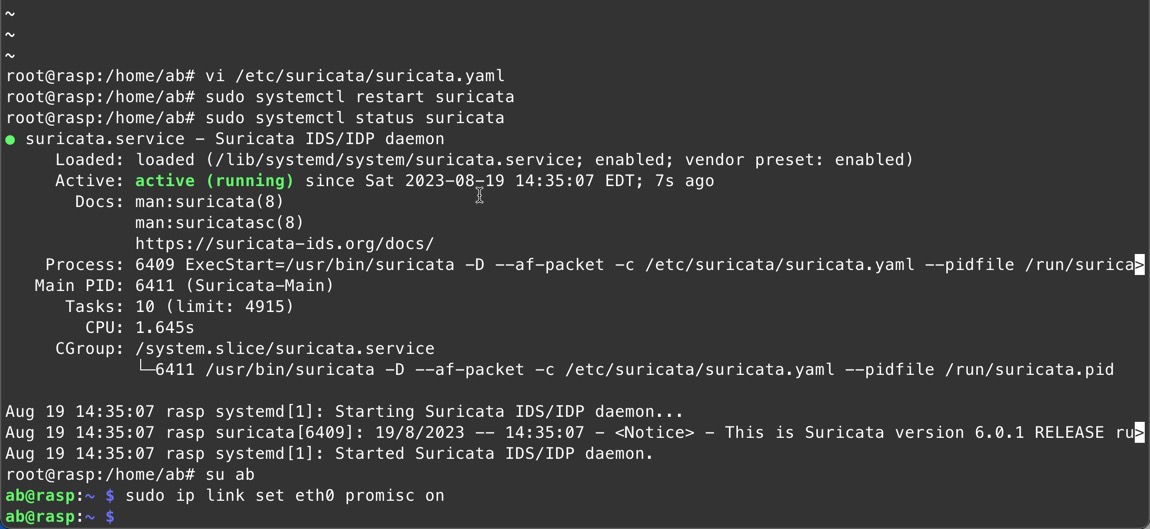 ~
~
~
root@rasp:/home/ab# vi /etc/suricata/suricata.yaml
root@rasp:/home/ab# sudo systemctl restart suricata
root@rasp:/home/ab# sudo systemctl status suricata
● suricata.service - Suricata IDS/IDP daemon
     Loaded: loaded (/lib/systemd/system/suricata.service; enabled; vendor preset: enabled)
     Active: active (running) since Sat 2023-08-19 14:35:07 EDT; 7s ago
       Docs: man:suricata(8)
             man:suricatasc(8)
             https://suricata-ids.org/docs/
    Process: 6409 ExecStart=/usr/bin/suricata -D --af-packet -c /etc/suricata/suricata.yaml --pidfile /run/surica>
   Main PID: 6411 (Suricata-Main)
      Tasks: 10 (limit: 4915)
        CPU: 1.645s
     CGroup: /system.slice/suricata.service
             └─6411 /usr/bin/suricata -D --af-packet -c /etc/suricata/suricata.yaml --pidfile /run/suricata.pid
Aug 19 14:35:07 rasp systemd[1]: Starting Suricata IDS/IDP daemon...
Aug 19 14:35:07 rasp suricata[6409]: 19/8/2023 -- 14:35:07 - <Notice> - This is Suricata version 6.0.1 RELEASE ru>
Aug 19 14:35:07 rasp systemd[1]: Started Suricata IDS/IDP daemon.
root@rasp:/home/ab# su ab
ab@rasp:~ $ sudo ip link set eth0 promisc on
ab@rasp:~ $